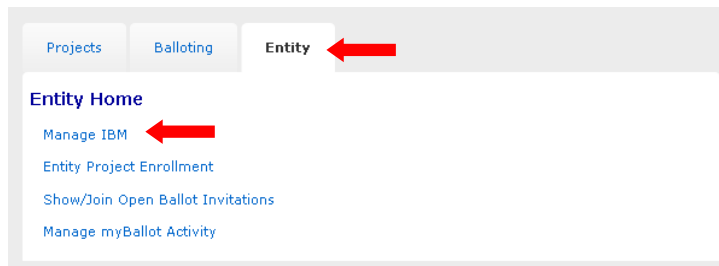 Projects Balloting Entity
Entity Home
Manage IBM
Entity Project Enrollment
Show/Join Open Ballot Invitations
Manage myBallot Activity